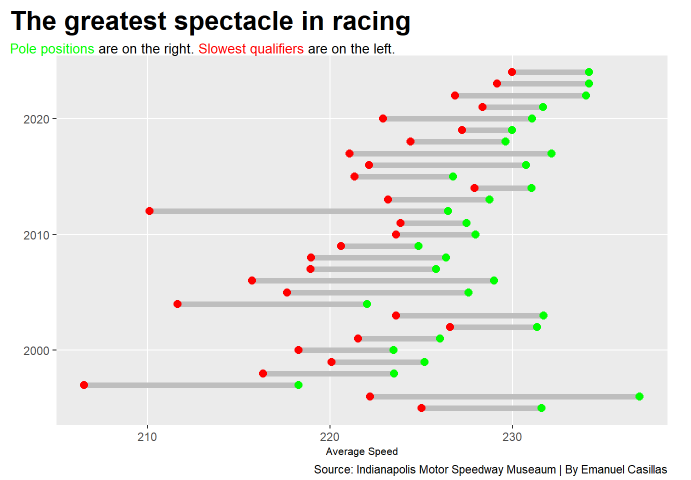 The greatest spectacle in racing
Pole positions are on the right. Slowest qualifiers are on the left.
2020
2010
2000
210 220 230
Average Speed
Source: Indianapolis Motor Speedway Museaum | By Emanuel Casillas